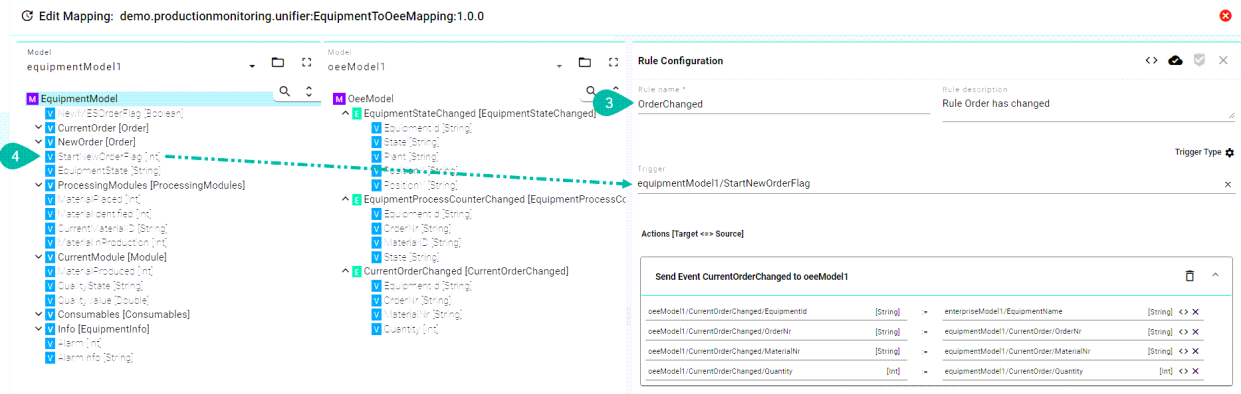 Edit Mapping: demo.productionmonitoring.unifier:EquipmentToOeeMapping:1.0.0
Model
equipmentModel1
M EquipmentModel
V NewMESOrderFlag [Boolean]
V CurrentOrder [Order]
V NewOrder [Order]
4
V StartNewOrderFlag [Int]
V EquipmentState [String]
V ProcessingModules [ProcessingModules]
V MaterialPlaced [Int]
V MaterialIdentified [Int]
V CurrentMaterialID [String]
V MaterialInProduction [Int]
V CurrentModule [Module]
V MaterialProduced [Int]
V QualityState [String]
V QualityValue [Double]
V Consumables [Consumables]
V Info [EquipmentInfo]
V Alarm [Int]
V AlarmInfo [String]
Model
oeeModel1
M OeeModel
E EquipmentStateChanged [EquipmentStateChanged]
V EquipmentId [String]
V State [String]
V Plant [String]
V [String]
V PositionY [String]
E EquipmentProcessCounterChanged [EquipmentProcessCo
V EquipmentId [String]
V OrderNr [String]
V MaterialID [String]
V State [String]
E CurrentOrderChanged [CurrentOrderChanged]
V EquipmentId [String]
V OrderNr [String]
V MaterialNr [String]
V Quantity [Int]
Rule Configuration
3
Rule name *
OrderChanged
Rule description
Rule Order has changed
Trigger Type
Trigger
equipmentModel1/StartNewOrderFlag
Actions [Target <=> Source]
Send Event CurrentOrderChanged to oeeModel1
oeeModel1/CurrentOrderChanged/EquipmentId [String] := enterpriseModel1/EquipmentName [String]
oeeModel1/CurrentOrderChanged/OrderNr [String] := equipmentModel1/CurrentOrder/OrderNr [String]
oeeModel1/CurrentOrderChanged/MaterialNr [String] := equipmentModel1/CurrentOrder/MaterialNr [String]
oeeModel1/CurrentOrderChanged/Quantity [Int] := equipmentModel1/CurrentOrder/Quantity [Int]